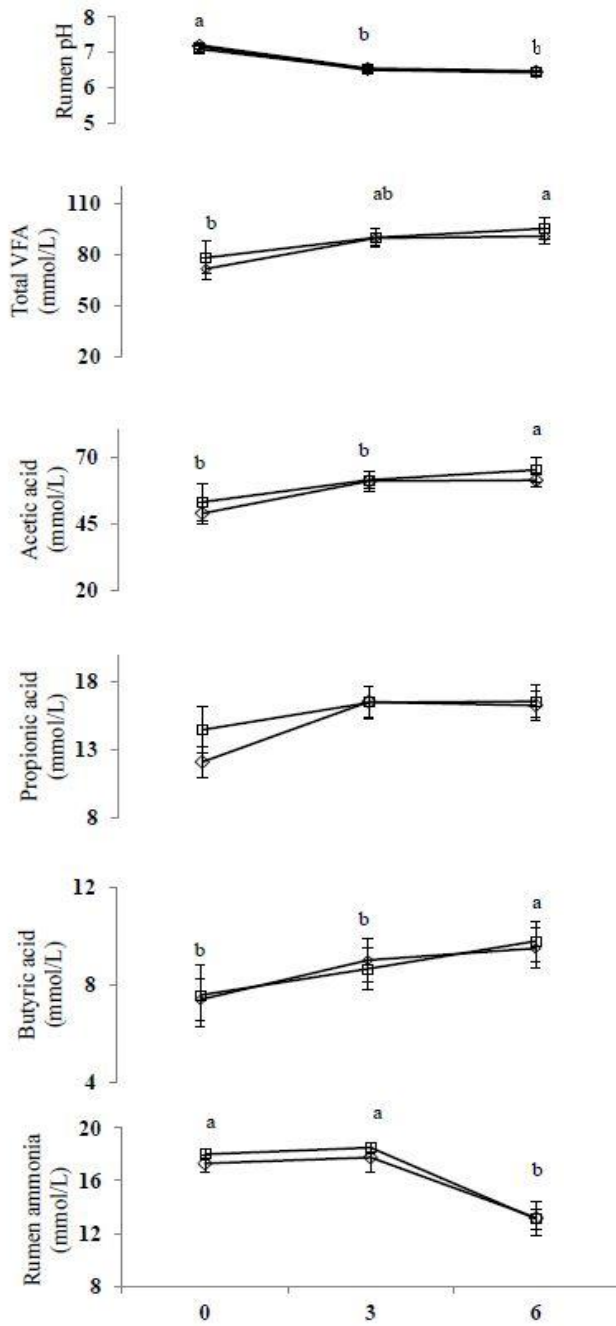 8
a
7
b
b
6
5
Rumen pH
110
b
ab
a
80
50
20
Total VFA
(mmol/L)
70
b
b
a
45
20
Acetic acid
(mmol/L)
18
13
8
Propionic acid
(mmol/L)
12
b
b
a
8
4
Butyric acid
(mmol/L)
20
a
a
16
b
12
8
Rumen ammonia
(mmol/L)
0 3 6